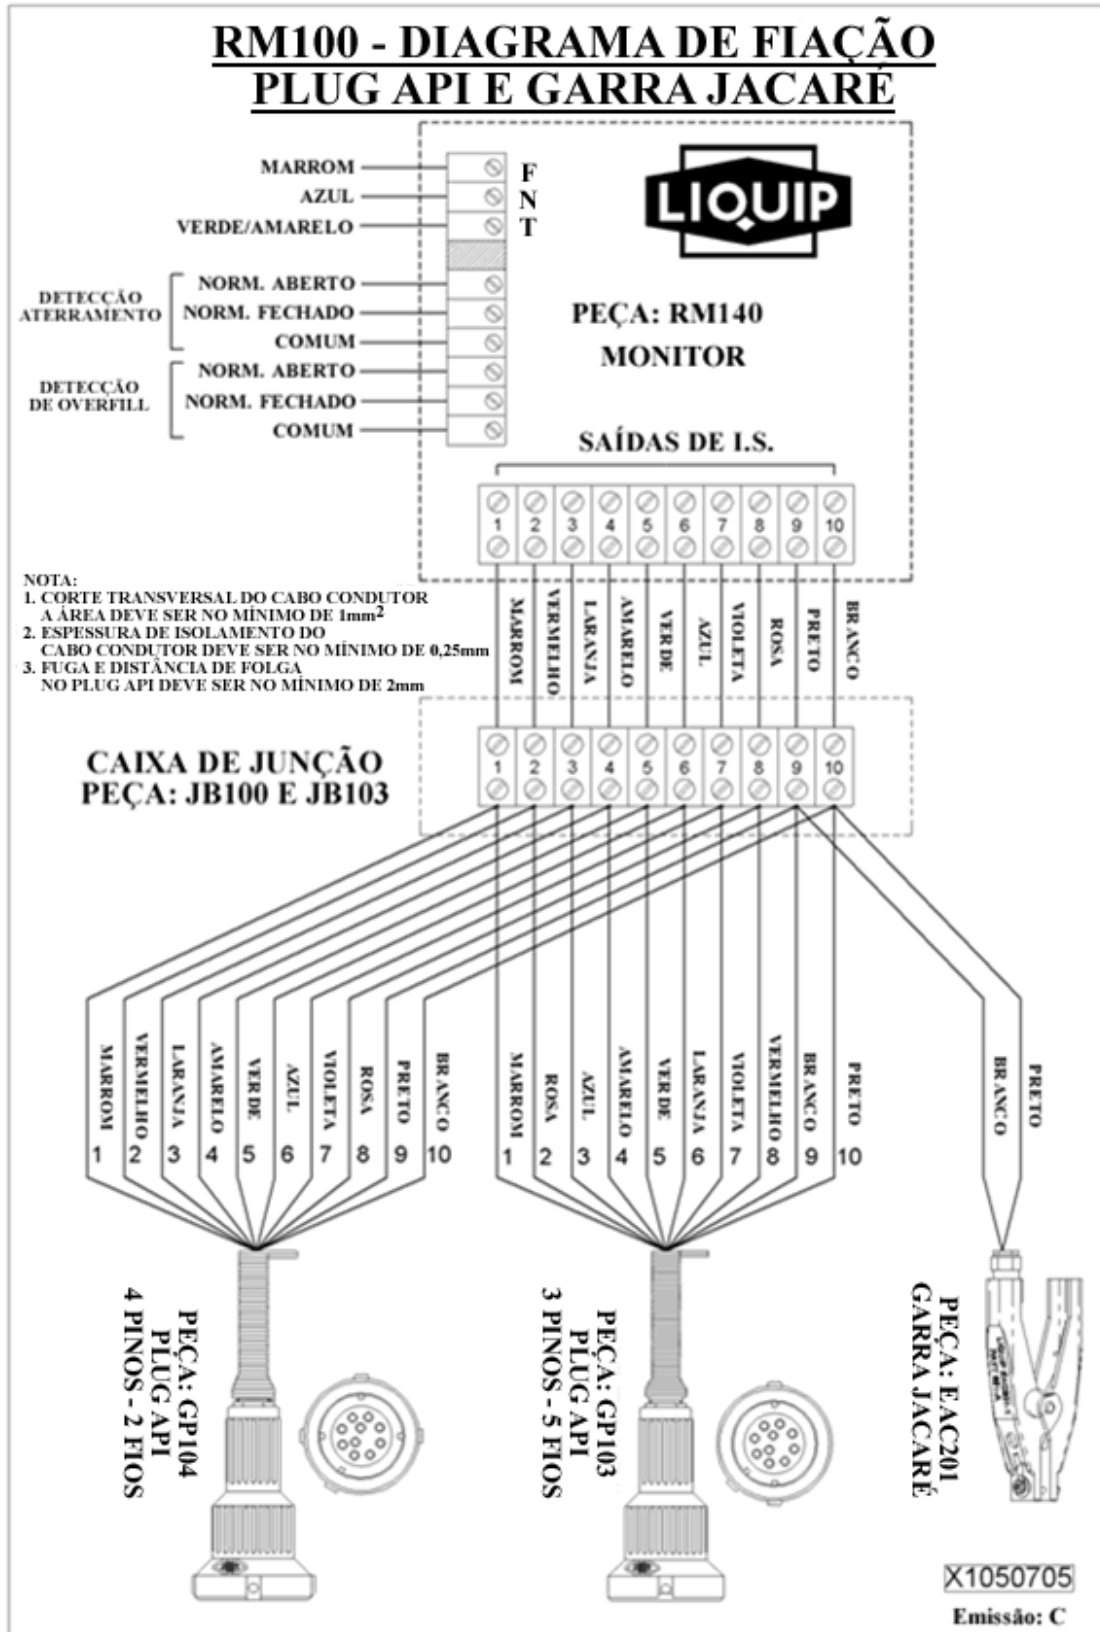 RM100 - DIAGRAMA DE FIAÇÃO
PLUG API E GARRA JACARÉ
MARROM
F
AZUL
N
VERDE/AMARELO
T
LIQUIP
DETECÇÃO
ATERRAMENTO
NORM. ABERTO
NORM. FECHADO
COMUM
DETECÇÃO
DE OVERFILL
NORM. ABERTO
NORM. FECHADO
COMUM
PEÇA: RM140
MONITOR
SAÍDAS DE I.S.
1 2 3 4 5 6 7 8 9 10
NOTA:
1. CORTE TRANSVERSAL DO CABO CONDUTOR
A ÁREA DEVE SER NO MÍNIMO DE 1mm²
2. ESPESSURA DE ISOLAMENTO DO
CABO CONDUTOR DEVE SER NO MÍNIMO DE 0,25mm
3. FUGA E DISTÂNCIA DE FOLGA
NO PLUG API DEVE SER NO MÍNIMO DE 2mm
MARROM
VERMELHO
LARANJA
AMARELO
VERDE
AZUL
VIOLETA
ROSA
PRETO
BRANCO
CAIXA DE JUNÇÃO
PEÇA: JB100 E JB103
1 2 3 4 5 6 7 8 9 10
MARROM
VERMELHO
LARANJA
AMARELO
VERDE
AZUL
VIOLETA
ROSA
PRETO
BRANCO
1 2 3 4 5 6 7 8 9 10
MARROM
ROSA
AZUL
AMARELO
VERDE
LARANJA
VIOLETA
VERMELHO
BRANCO
PRETO
1 2 3 4 5 6 7 8 9 10
BRANCO
PRETO
PEÇA: GP104
PLUG API
4 PINOS - 2 FIOS
PEÇA: GP103
PLUG API
3 PINOS - 5 FIOS
PEÇA: EAC201
GARRA JACARÉ
X1050705
Emissão: C